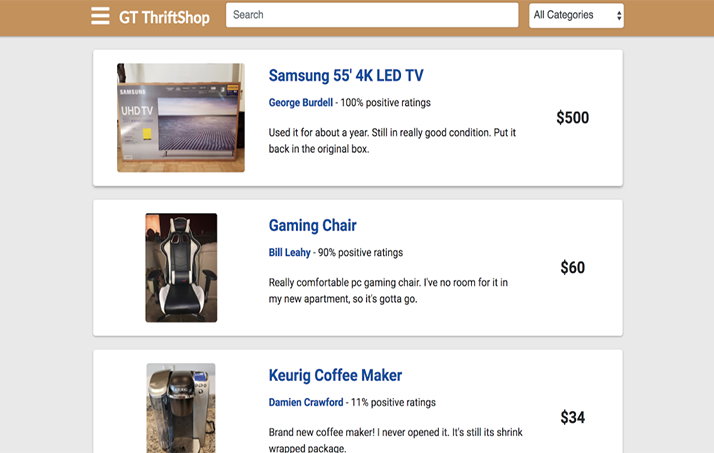 GT ThriftShop
Search
All Categories
SAMSUNG
UHD TV
Samsung 55' 4K LED TV
George Burdell - 100% positive ratings
Used it for about a year. Still in really good condition. Put it
back in the original box.
$500
Gaming Chair
Bill Leahy - 90% positive ratings
Really comfortable pc gaming chair. I've no room for it in
my new apartment, so it's gotta go.
$60
Keurig Coffee Maker
Damien Crawford - 11% positive ratings
Brand new coffee maker! I never opened it. It's still its shrink
wrapped package.
$34